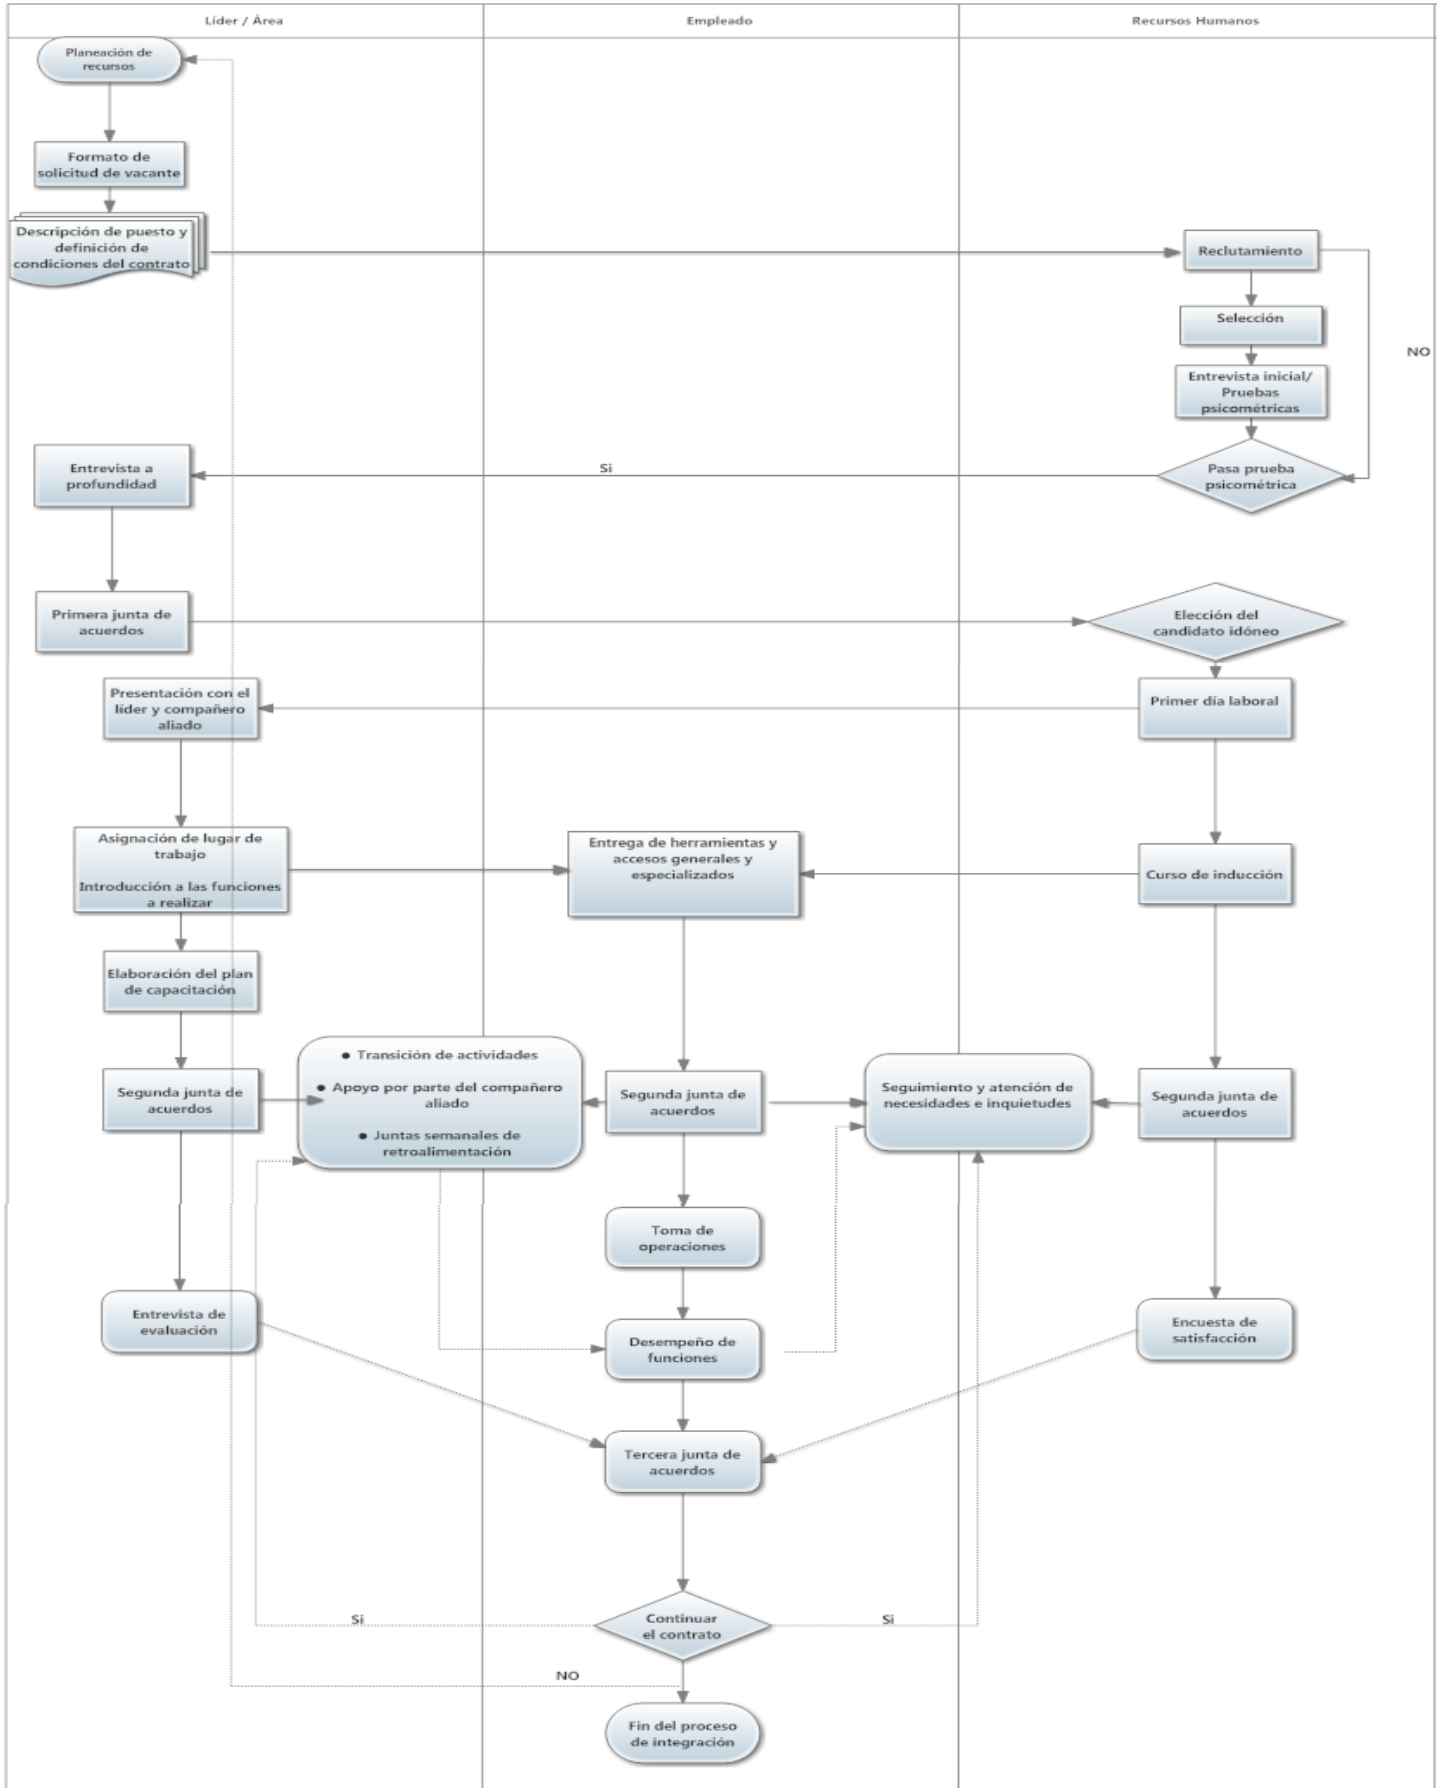 Líder / Área
Empleado
Recursos Humanos
Planeación de
recursos
Formato de
solicitud de vacante
Descripción de puesto y
definición de
condiciones del contrato
Reclutamiento
Selección
NO
Entrevista inicial/
Pruebas
psicométricas
Entrevista a
profundidad
Si
Pasa prueba
psicométrica
Primera junta de
acuerdos
Elección del
candidato idóneo
Presentación con el
líder y compañero
aliado
Primer día laboral
Asignación de lugar de
trabajo
Introducción a las funciones
a realizar
Entrega de herramientas y
accesos generales y
especializados
Curso de inducción
Elaboración del plan
de capacitación
Segunda junta de
acuerdos
● Transición de actividades
● Apoyo por parte del compañero
aliado
● Juntas semanales de
retroalimentación
Segunda junta de
acuerdos
Seguimiento y atención de
necesidades e inquietudes
Segunda junta de
acuerdos
Toma de
operaciones
Entrevista de
evaluación
Desempeño de
funciones
Encuesta de
satisfacción
Tercera junta de
acuerdos
Si
Continuar
el contrato
Si
NO
Fin del proceso
de integración